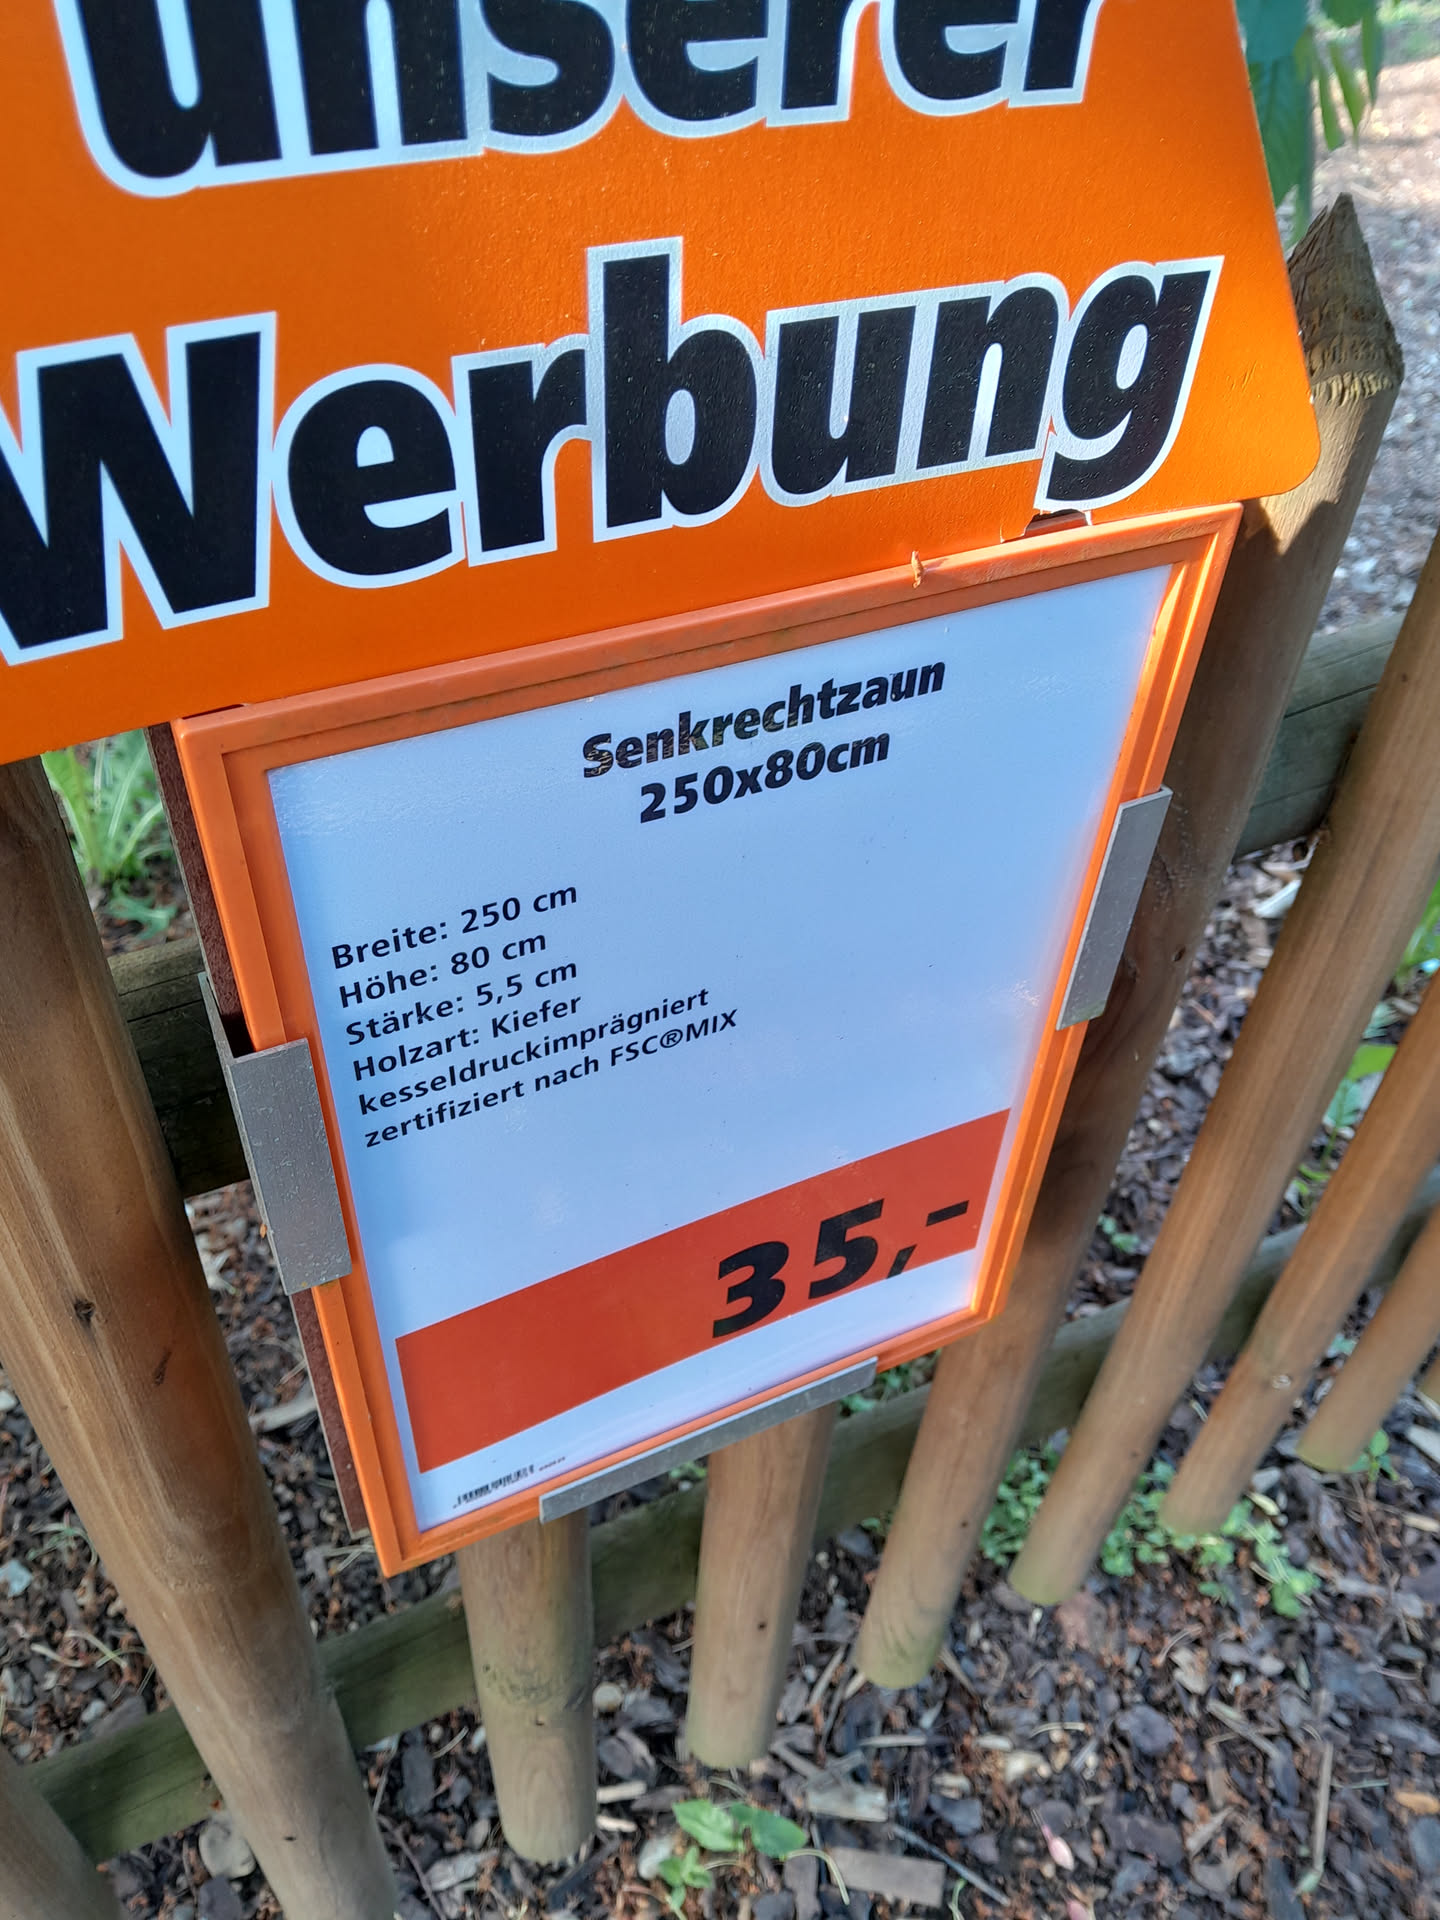 unserer
Werbung
Senkrechtzaun
250x80cm
Breite: 250 cm
Höhe: 80 cm
Stärke: 5,5 cm
Holzart: Kiefer
kesseldruckimprägniert
zertifiziert nach FSC®MIX
35,-